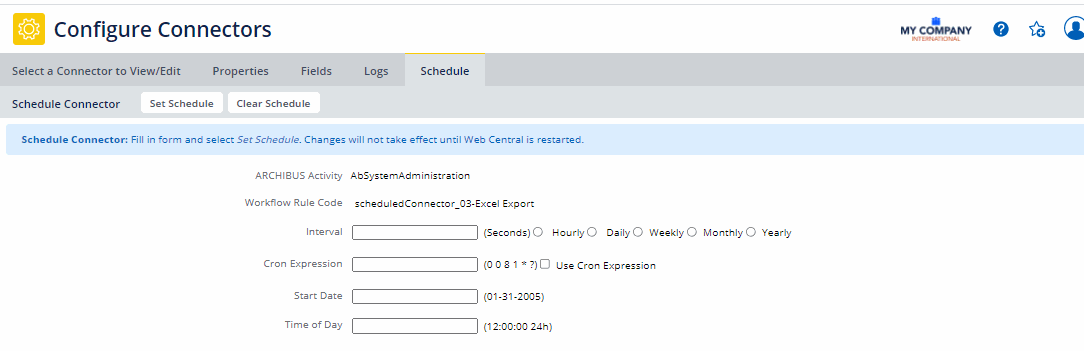 Configure Connectors
MY COMPANY
INTERNATIONAL
?
Select a Connector to View/Edit Properties Fields Logs Schedule
Schedule Connector Set Schedule Clear Schedule
Schedule Connector: Fill in form and select Set Schedule. Changes will not take effect until Web Central is restarted.
ARCHIBUS Activity AbSystemAdministration
Workflow Rule Code scheduledConnector_03-Excel Export
Interval (Seconds) Hourly Daily Weekly Monthly Yearly
Cron Expression (0 0 8 1 * ?) Use Cron Expression
Start Date (01-31-2005)
Time of Day (12:00:00 24h)